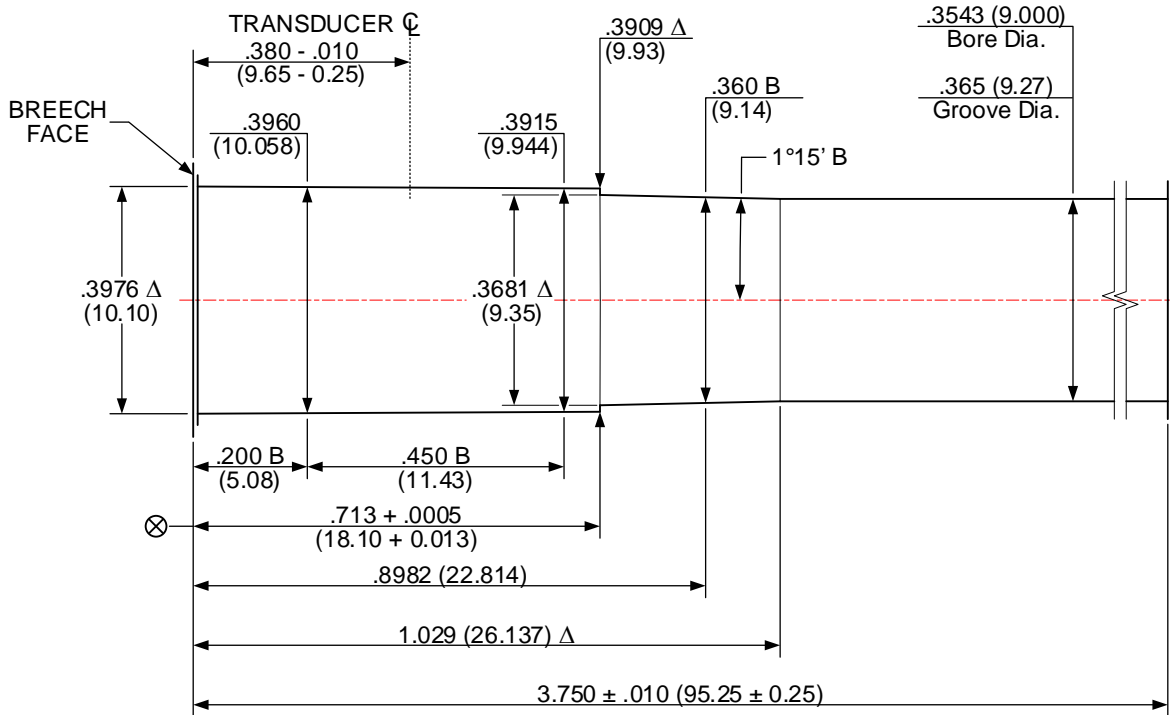 TRANSDUCER ℄
.380 - .010
(9.65 - 0.25)
.3909 Δ
(9.93)
.3543 (9.000)
Bore Dia.
BREECH
FACE
.3960
(10.058)
.3915
(9.944)
.360 B
(9.14)
.365 (9.27)
Groove Dia.
1°15' B
.3976 Δ
(10.10)
.3681 Δ
(9.35)
.200 B
(5.08)
.450 B
(11.43)
⊗
.713 + .0005
(18.10 + 0.013)
.8982 (22.814)
1.029 (26.137) Δ
3.750 ± .010 (95.25 ± 0.25)